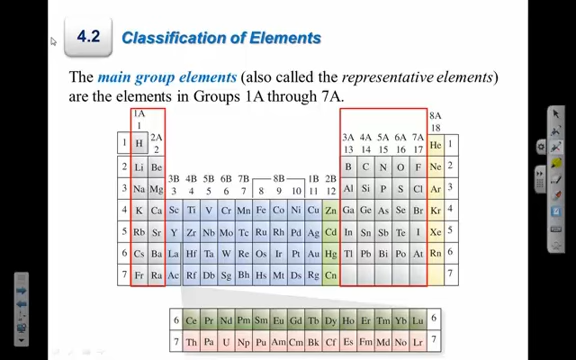 4.2 Classification of Elements
The main group elements (also called the representative elements)
are the elements in Groups 1A through 7A.
1A 8A
1 18
1 H 2A 3A 4A 5A 6A 7A He 1
2 13 14 15 16 17
2 Li Be B C N O F Ne 2
3 Na Mg 3B 4B 5B 6B 7B 8B 1B 2B Al Si P S Cl Ar 3
3 4 5 6 7 8 9 10 11 12
4 K Ca Sc Ti V Cr Mn Fe Co Ni Cu Zn Ga Ge As Se Br Kr 4
5 Rb Sr Y Zr Nb Mo Tc Ru Rh Pd Ag Cd In Sn Sb Te I Xe 5
6 Cs Ba La Hf Ta W Re Os Ir Pt Au Hg Tl Pb Bi Po At Rn 6
7 Fr Ra Ac Rf Db Sg Bh Hs Mt Ds Rg Cn 7
6 Ce Pr Nd Pm Sm Eu Gd Tb Dy Ho Er Tm Yb Lu 6
7 Th Pa U Np Pu Am Cm Bk Cf Es Fm Md No Lr 7